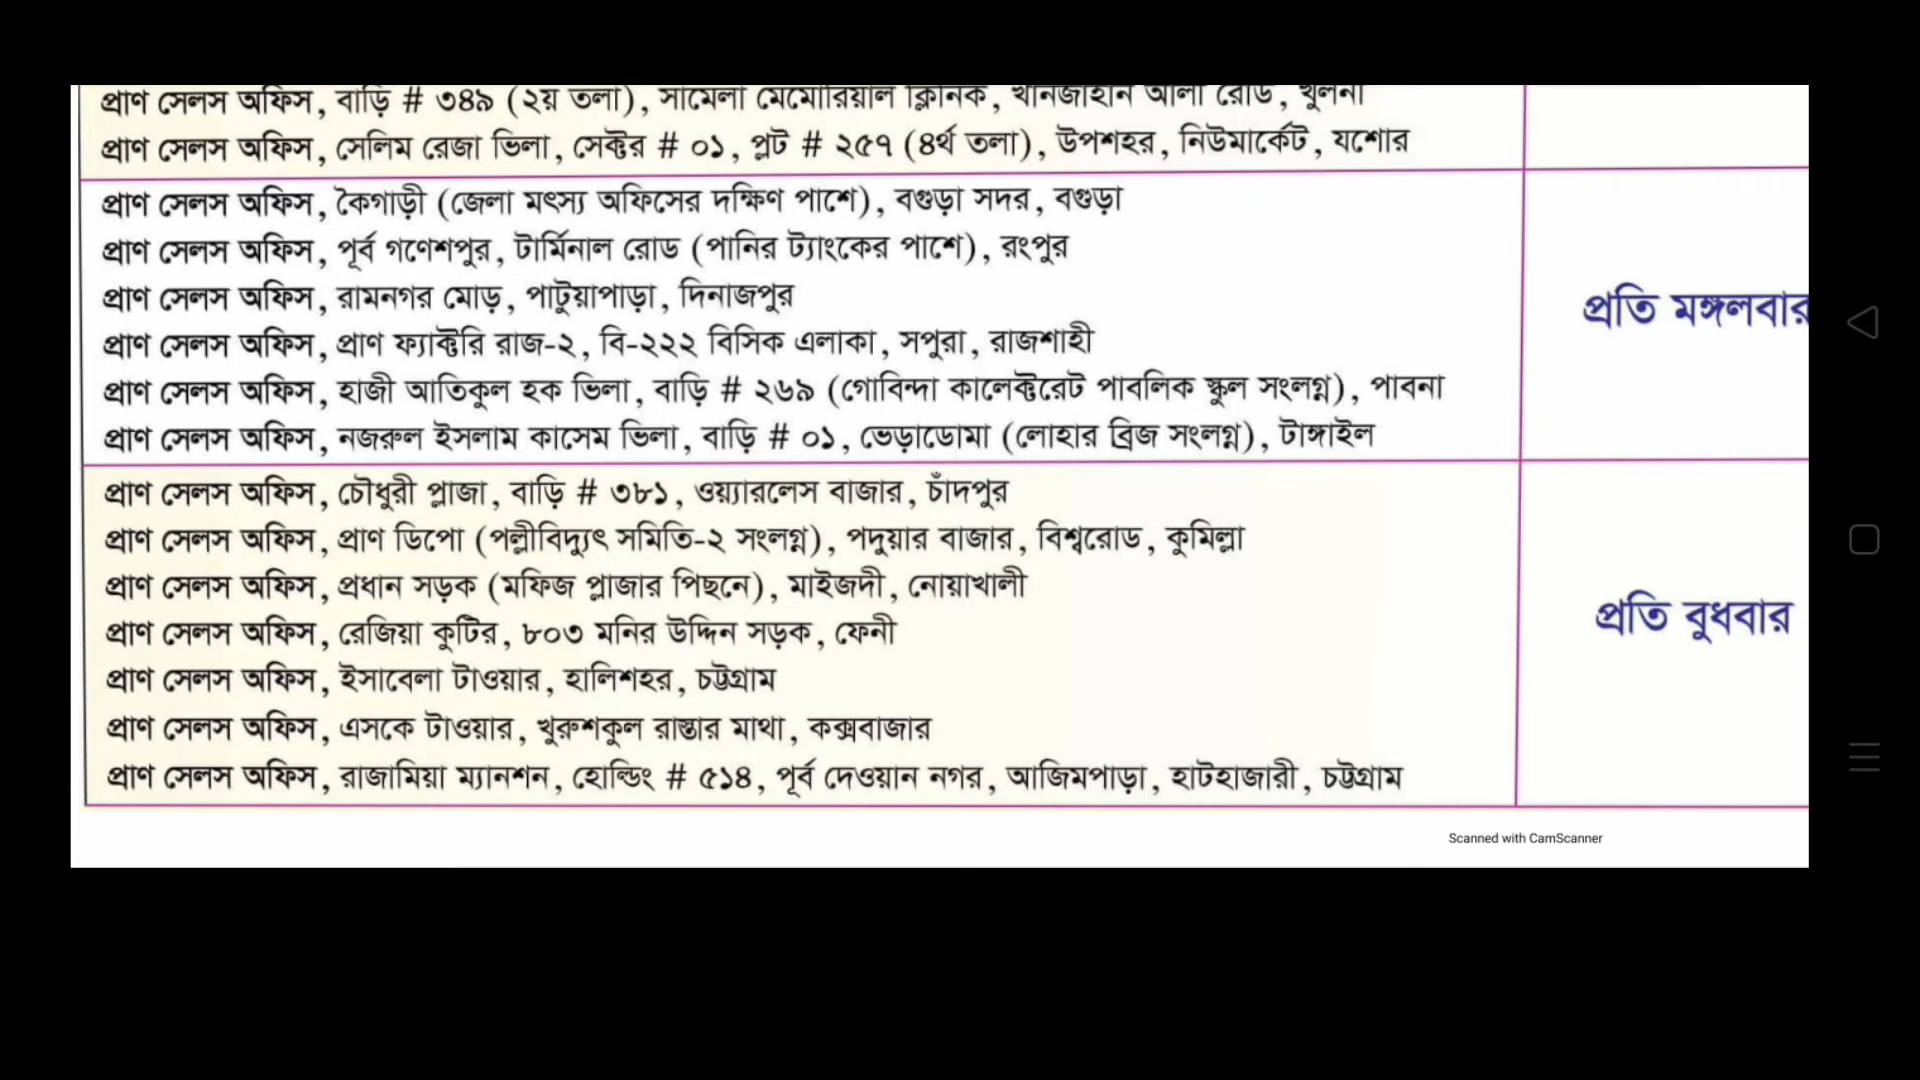 প্রাণ সেলস অফিস, বাড়ি # ৩৪৯ (২য় তলা), সামেলা মেমোরিয়াল ক্লিনিক, খানজাহান আলী রোড, খুলনা
প্রাণ সেলস অফিস, সেলিম রেজা ভিলা, সেক্টর # ০১, প্লট # ২৫৭ (৪র্থ তলা), উপশহর, নিউমার্কেট, যশোর
প্রাণ সেলস অফিস, কৈগাড়ী (জেলা মৎস্য অফিসের দক্ষিণ পাশে), বগুড়া সদর, বগুড়া
প্রাণ সেলস অফিস, পূর্ব গণেশপুর, টার্মিনাল রোড (পানির ট্যাংকের পাশে), রংপুর
প্রাণ সেলস অফিস, রামনগর মোড়, পাটুয়াপাড়া, দিনাজপুর
প্রাণ সেলস অফিস, প্রাণ ফ্যাক্টরি রাজ-২, বি-২২২ বিসিক এলাকা, সপুরা, রাজশাহী
প্রাণ সেলস অফিস, হাজী আতিকুল হক ভিলা, বাড়ি # ২৬৯ (গোবিন্দা কালেক্টরেট পাবলিক স্কুল সংলগ্ন), পাবনা
প্রাণ সেলস অফিস, নজরুল ইসলাম কাসেম ভিলা, বাড়ি # ০১, ভেড়াডোমা (লোহার ব্রিজ সংলগ্ন), টাঙ্গাইল
প্রতি মঙ্গলবার
প্রাণ সেলস অফিস, চৌধুরী প্লাজা, বাড়ি # ৩৮১, ওয়্যারলেস বাজার, চাঁদপুর
প্রাণ সেলস অফিস, প্রাণ ডিপো (পল্লীবিদ্যুৎ সমিতি-২ সংলগ্ন), পদুয়ার বাজার, বিশ্বরোড, কুমিল্লা
প্রাণ সেলস অফিস, প্রধান সড়ক (মফিজ প্লাজার পিছনে), মাইজদী, নোয়াখালী
প্রাণ সেলস অফিস, রেজিয়া কুটির, ৮০৩ মনির উদ্দিন সড়ক, ফেনী
প্রাণ সেলস অফিস, ইসাবেলা টাওয়ার, হালিশহর, চট্টগ্রাম
প্রাণ সেলস অফিস, এসকে টাওয়ার, খুরুশকুল রাস্তার মাথা, কক্সবাজার
প্রাণ সেলস অফিস, রাজামিয়া ম্যানশন, হোল্ডিং # ৫১৪, পূর্ব দেওয়ান নগর, আজিমপাড়া, হাটহাজারী, চট্টগ্রাম
প্রতি বুধবার
Scanned with CamScanner